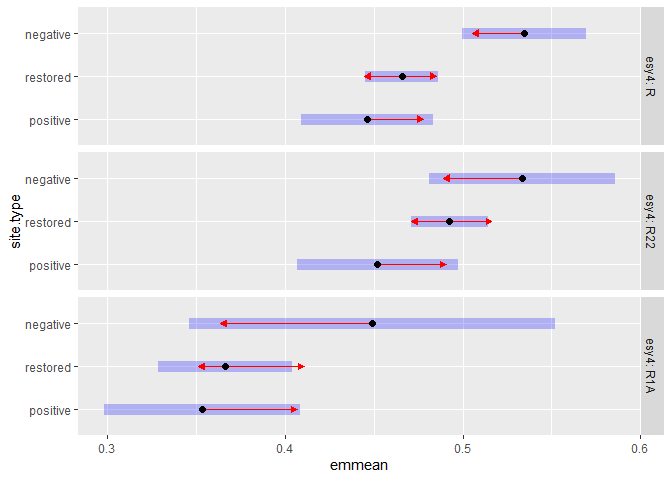 negative
restored
positive
esy4: R
negative
restored
positive
esy4: R22
negative
restored
positive
esy4: R1A
site.type
0.3 0.4 0.5 0.6
emmean